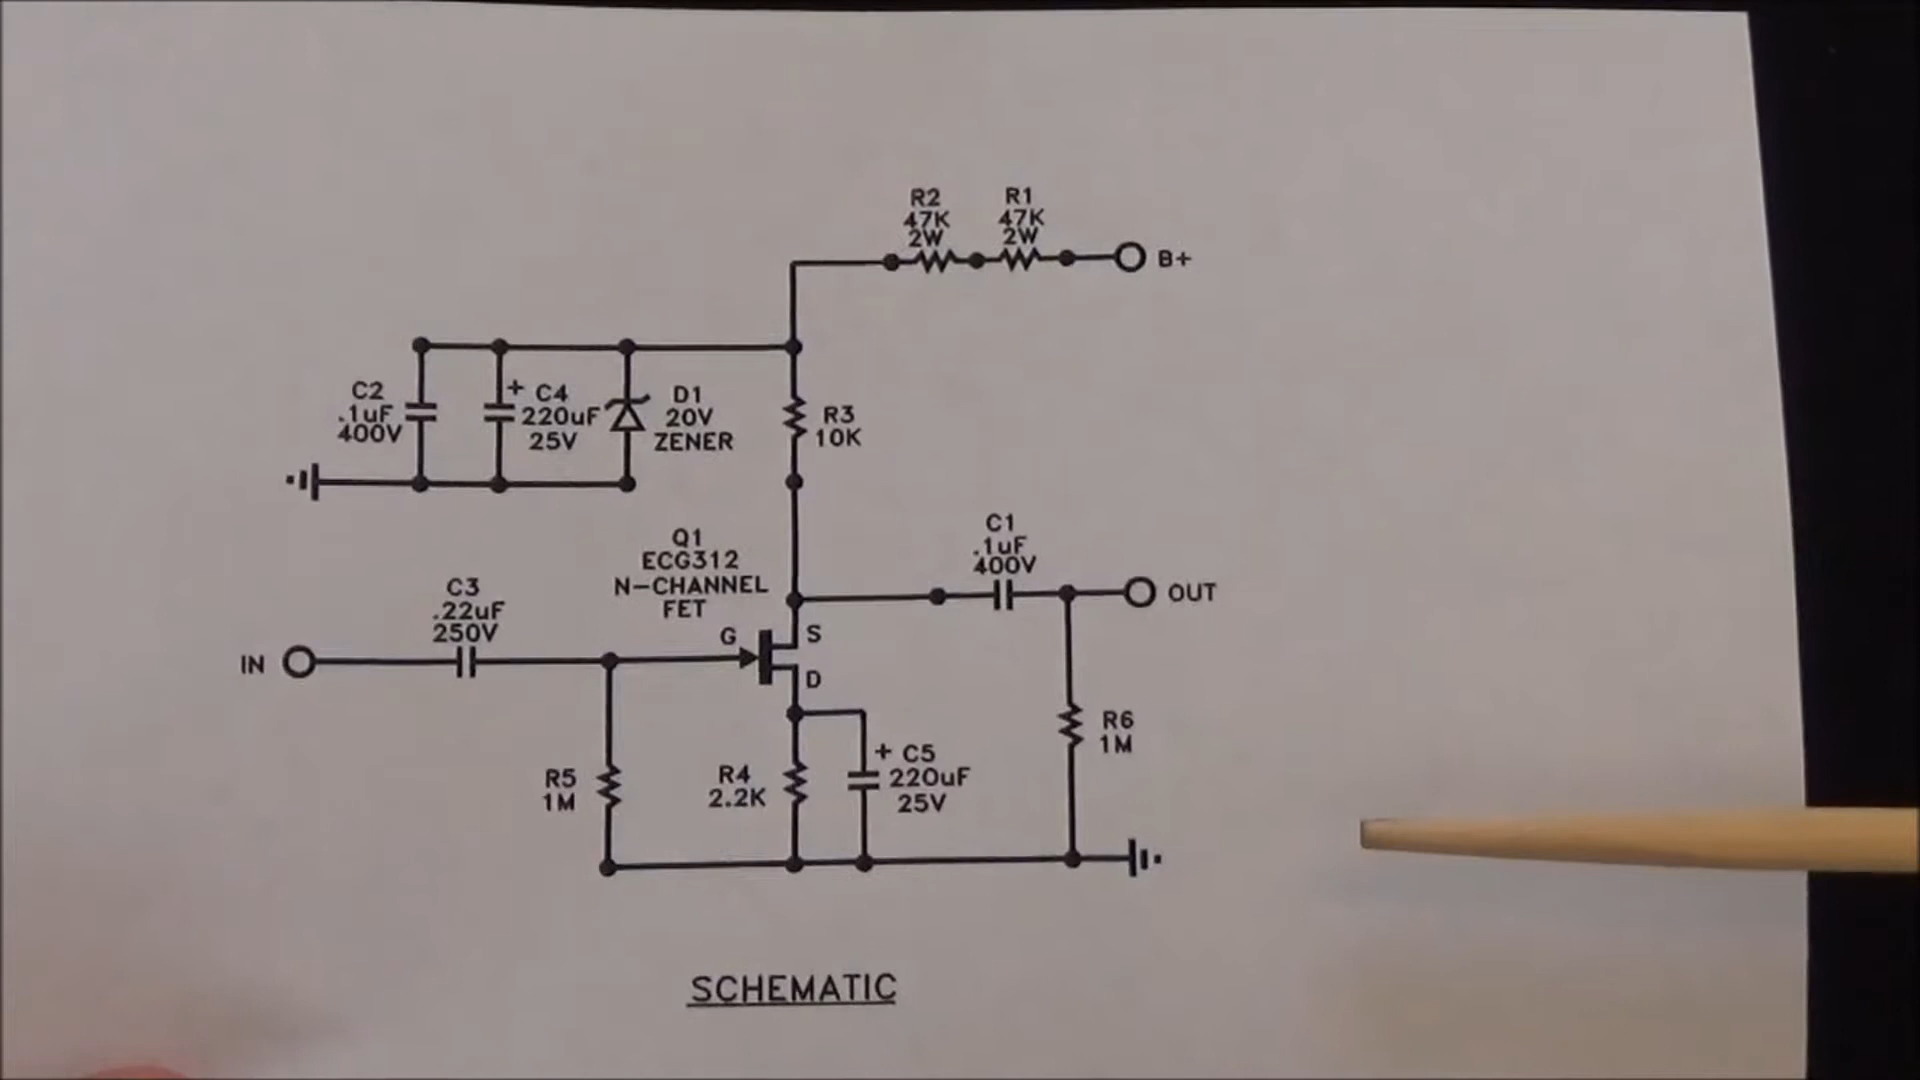 R2
47K
2W
R1
47K
2W
B+
C2
.1uF
400V
+ C4
220uF
25V
D1
20V
ZENER
R3
10K
Q1
ECG312
N-CHANNEL
FET
C1
.1uF
400V
OUT
C3
.22uF
250V
IN
G
S
D
R5
1M
R4
2.2K
+ C5
220uF
25V
R6
1M
SCHEMATIC